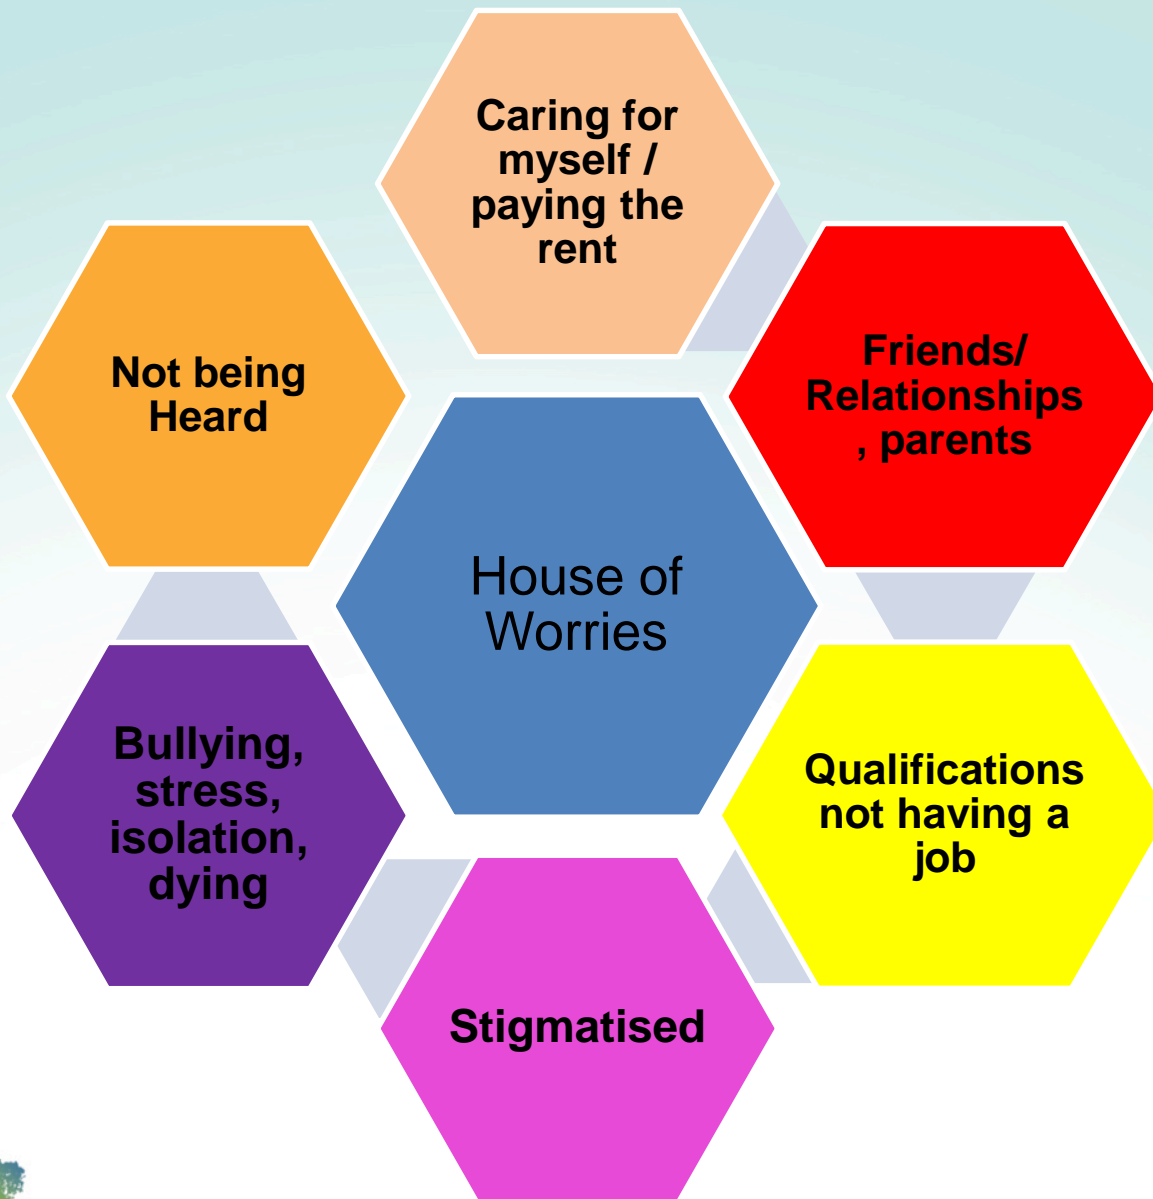 Caring for
myself /
paying the
rent
Friends/
Relationships
, parents
Qualifications
not having a
job
Stigmatised
Bullying,
stress,
isolation,
dying
Not being
Heard
House of
Worries